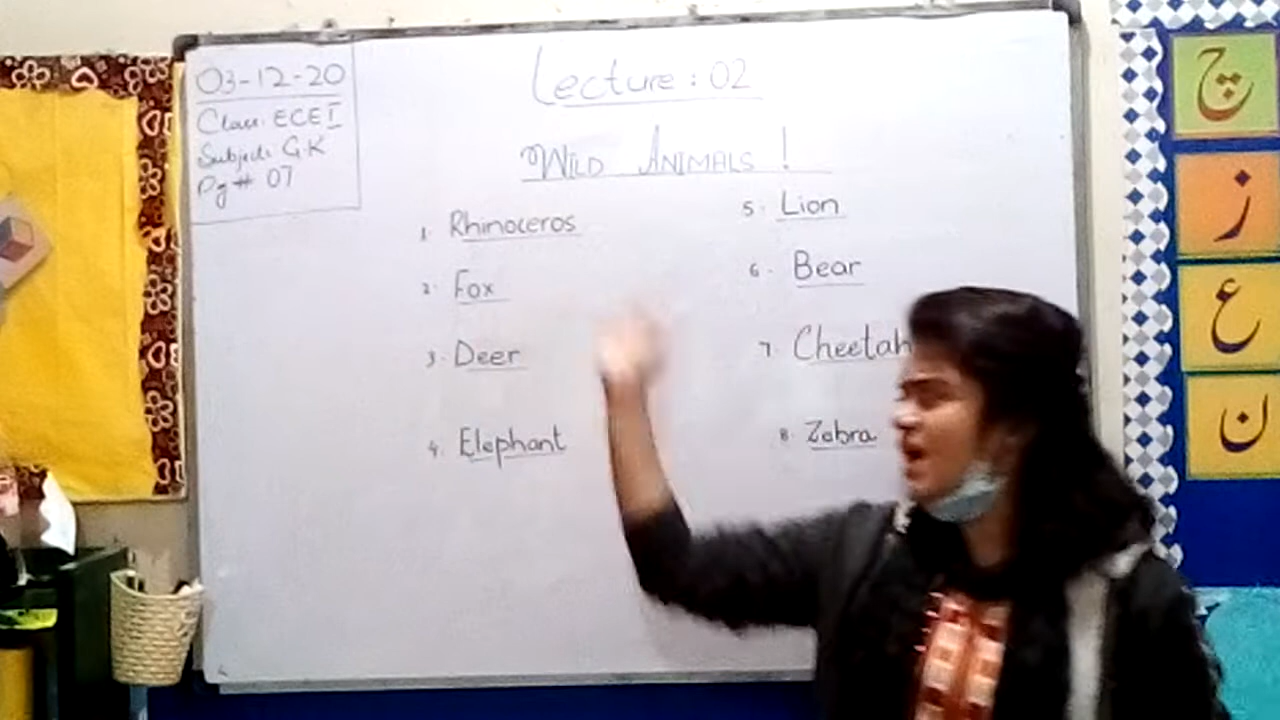 03-12-20
Class: ECE I
Subject: G.K
Pg # 07
Lecture: 02
WILD ANIMALS!
1. Rhinoceros
2. Fox
3. Deer
4. Elephant
5. Lion
6. Bear
7. Cheetah
8. Zebra
چ
ز
ع
ن